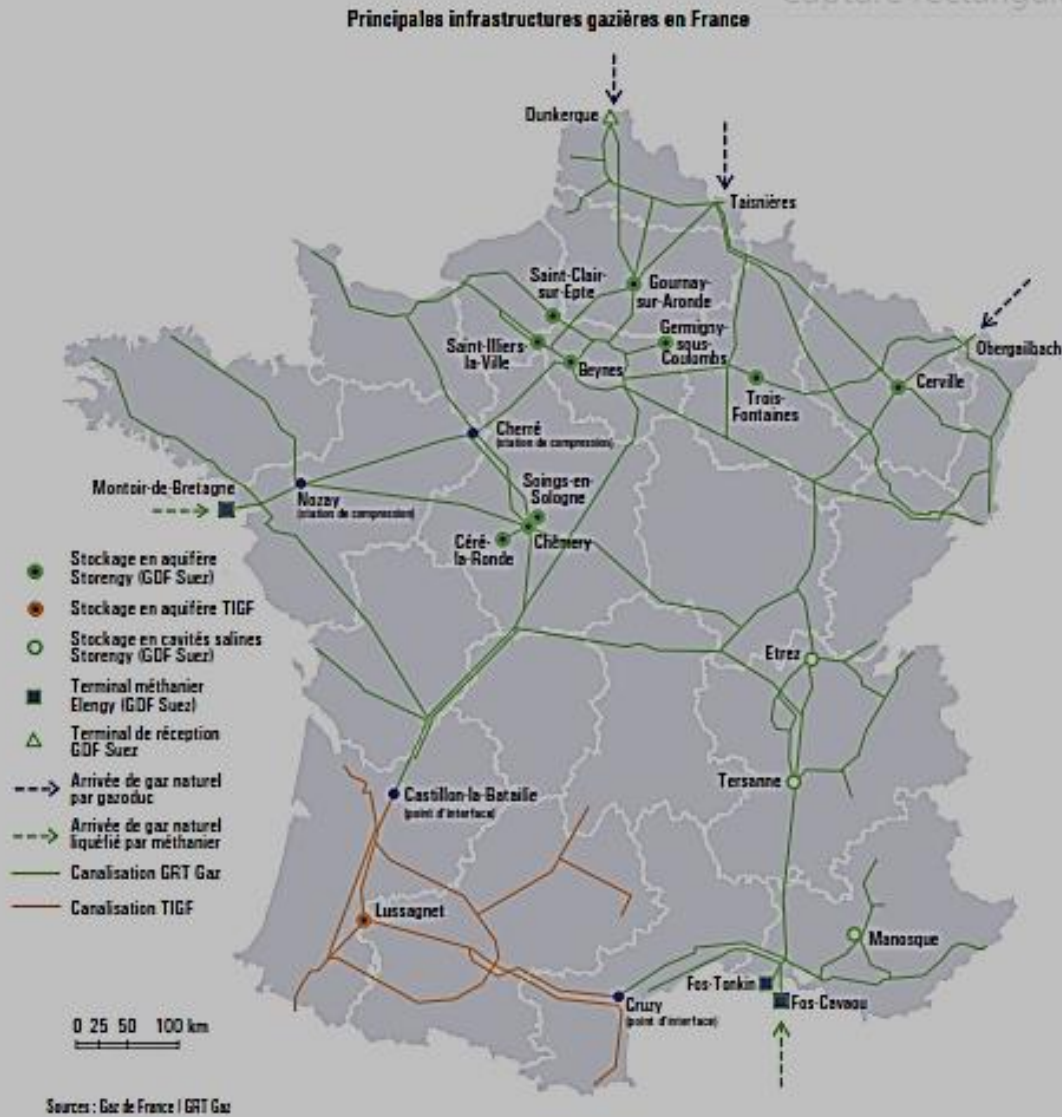 Capture rectangul
Principales infrastructures gazières en France
Dunkerque
Taisnières
Saint-Clair-
sur-Epte
Gournay-
sur-Aronde
Germigny-
sous-
Coulombs
Obergailbach
Saint-Illiers-
la-Ville
Beynes
Trois-
Fontaines
Cerville
Cherré
(station de compression)
Montoir-de-Bretagne
Nozay
(station de compression)
Soings-en-
Sologne
Céré-
la-Ronde
Chémery
Stockage en aquifère
Storengy (GDF Suez)
Stockage en aquifère TIGF
Stockage en cavités salines
Storengy (GDF Suez)
Terminal méthanier
Elengy (GDF Suez)
Terminal de réception
GDF Suez
Arrivée de gaz naturel
par gazoduc
Arrivée de gaz naturel
liquéfié par méthanier
Canalisation GRT Gaz
Canalisation TIGF
Etrez
Tersanne
Castillon-la-Bataille
(point d'interface)
Lussagnet
Manosque
Fos-Tonkin
Fos-Cavaou
Cruzy
(point d'interface)
0 25 50 100 km
Sources : Gaz de France / GRT Gaz